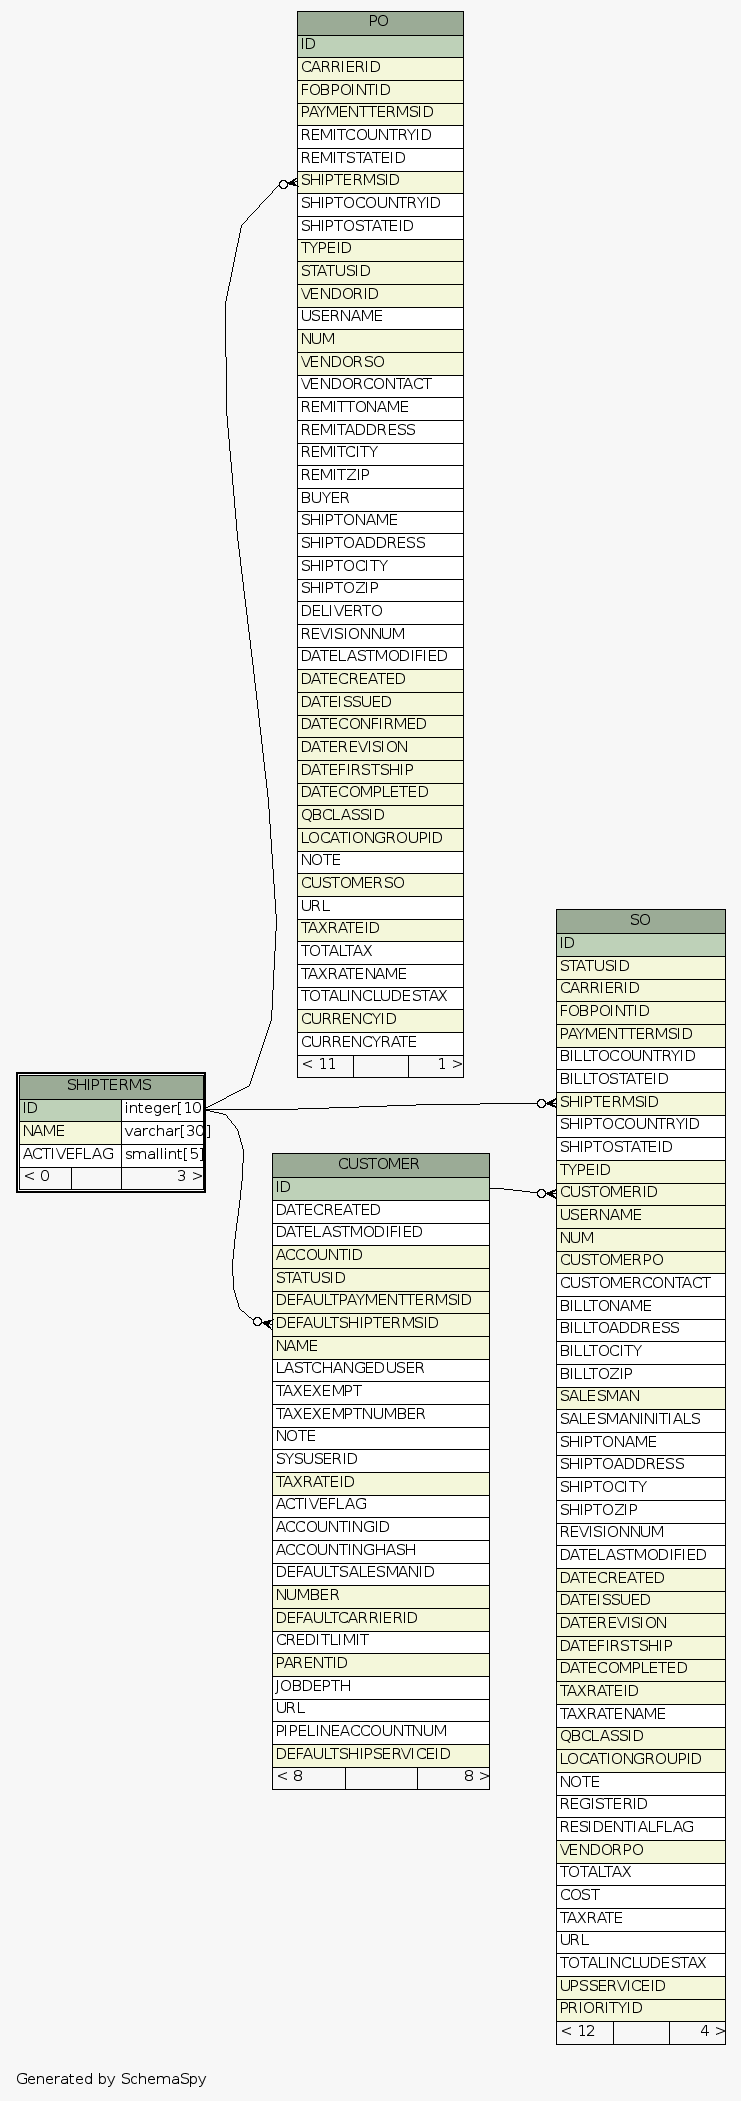 PO
ID
CARRIERID
FOBPOINTID
PAYMENTTERMSID
REMITCOUNTRYID
REMITSTATEID
SHIPTERMSID
SHIPTOCOUNTRYID
SHIPTOSTATEID
TYPEID
STATUSID
VENDORID
USERNAME
NUM
VENDORSO
VENDORCONTACT
REMITTONAME
REMITADDRESS
REMITCITY
REMITZIP
BUYER
SHIPTONAME
SHIPTOADDRESS
SHIPTOCITY
SHIPTOZIP
DELIVERTO
REVISIONNUM
DATELASTMODIFIED
DATECREATED
DATEISSUED
DATECONFIRMED
DATEREVISION
DATEFIRSTSHIP
DATECOMPLETED
QBCLASSID
LOCATIONGROUPID
NOTE
CUSTOMERSO
URL
TAXRATEID
TOTALTAX
TAXRATENAME
TOTALINCLUDESTAX
CURRENCYID
CURRENCYRATE
< 11 1 >
SHIPTERMS
ID integer[10
NAME varchar[30]
ACTIVEFLAG smallint[5]
< 0 3 >
CUSTOMER
ID
DATECREATED
DATELASTMODIFIED
ACCOUNTID
STATUSID
DEFAULTPAYMENTTERMSID
DEFAULTSHIPTERMSID
NAME
LASTCHANGEDUSER
TAXEXEMPT
TAXEXEMPTNUMBER
NOTE
SYSUSERID
TAXRATEID
ACTIVEFLAG
ACCOUNTINGID
ACCOUNTINGHASH
DEFAULTSALESMANID
NUMBER
DEFAULTCARRIERID
CREDITLIMIT
PARENTID
JOBDEPTH
URL
PIPELINEACCOUNTNUM
DEFAULTSHIPSERVICEID
< 8 8 >
SO
ID
STATUSID
CARRIERID
FOBPOINTID
PAYMENTTERMSID
BILLTOCOUNTRYID
BILLTOSTATEID
SHIPTERMSID
SHIPTOCOUNTRYID
SHIPTOSTATEID
TYPEID
CUSTOMERID
USERNAME
NUM
CUSTOMERPO
CUSTOMERCONTACT
BILLTONAME
BILLTOADDRESS
BILLTOCITY
BILLTOZIP
SALESMAN
SALESMANINITIALS
SHIPTONAME
SHIPTOADDRESS
SHIPTOCITY
SHIPTOZIP
REVISIONNUM
DATELASTMODIFIED
DATECREATED
DATEISSUED
DATEREVISION
DATEFIRSTSHIP
DATECOMPLETED
TAXRATEID
TAXRATENAME
QBCLASSID
LOCATIONGROUPID
NOTE
REGISTERID
RESIDENTIALFLAG
VENDORPO
TOTALTAX
COST
TAXRATE
URL
TOTALINCLUDESTAX
UPSSERVICEID
PRIORITYID
< 12 4 >
Generated by SchemaSpy